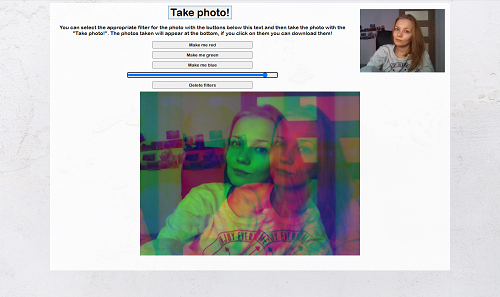 Take photo!
You can select the appropriate filter for the photo with the buttons below this text and then take the photo with the
"Take photo!". The photos taken will appear at the bottom, if you click on them you can download them!
Make me red
Make me green
Make me blue
Delete filters